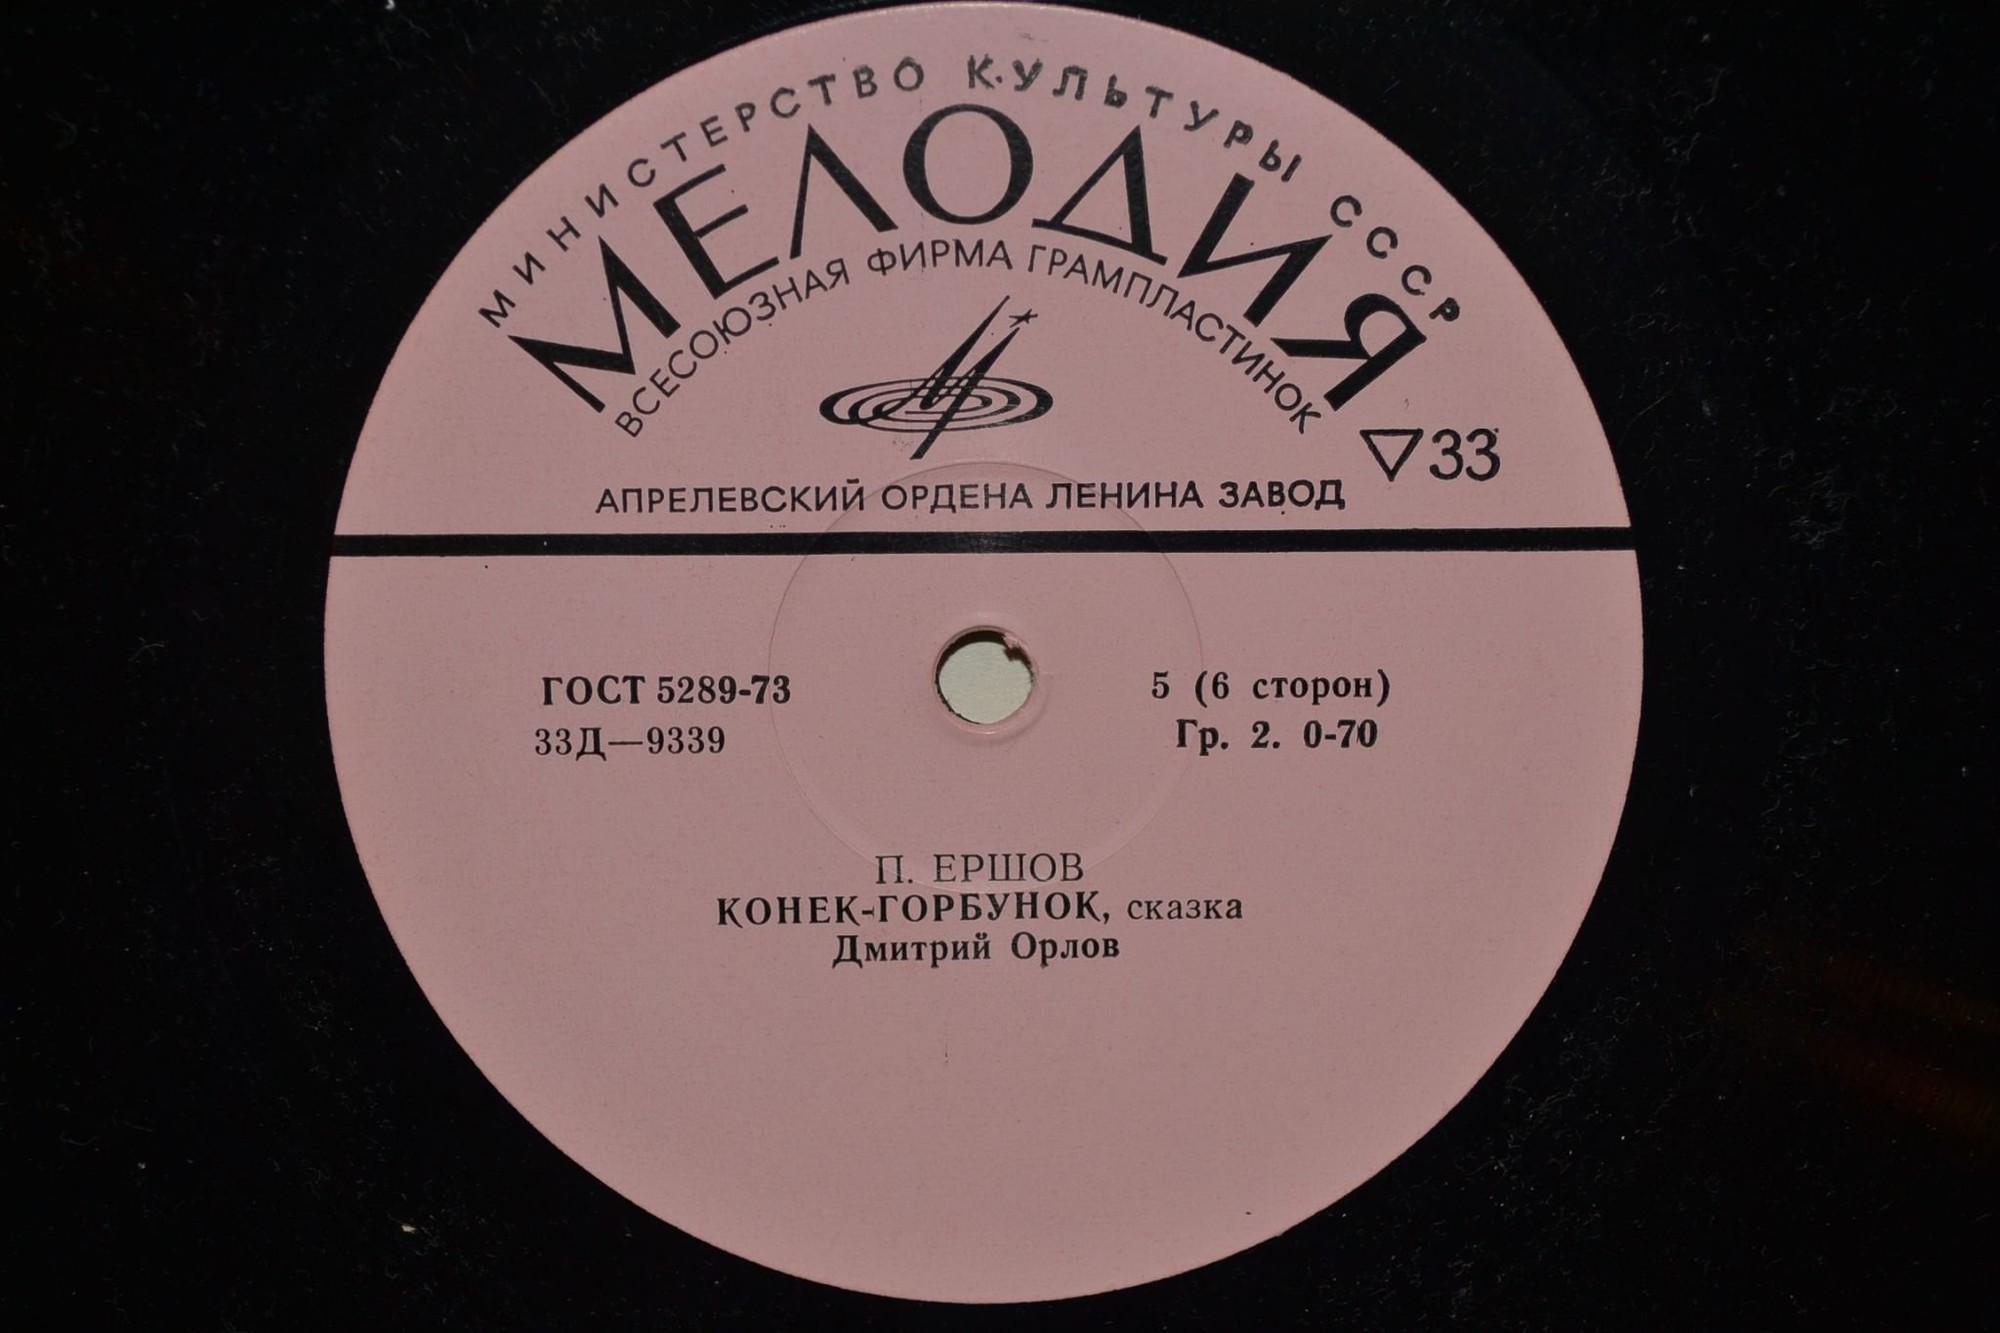 МИНИСТЕРСТВО КУЛЬТУРЫ СССР
МЕЛОДИЯ
ВСЕСОЮЗНАЯ ФИРМА ГРАМПЛАСТИНОК
▽33
АПРЕЛЕВСКИЙ ОРДЕНА ЛЕНИНА ЗАВОД
ГОСТ 5289-73
33Д—9339
5 (6 сторон)
Гр. 2. 0-70
П. ЕРШОВ
КОНЕК-ГОРБУНОК, сказка
Дмитрий Орлов